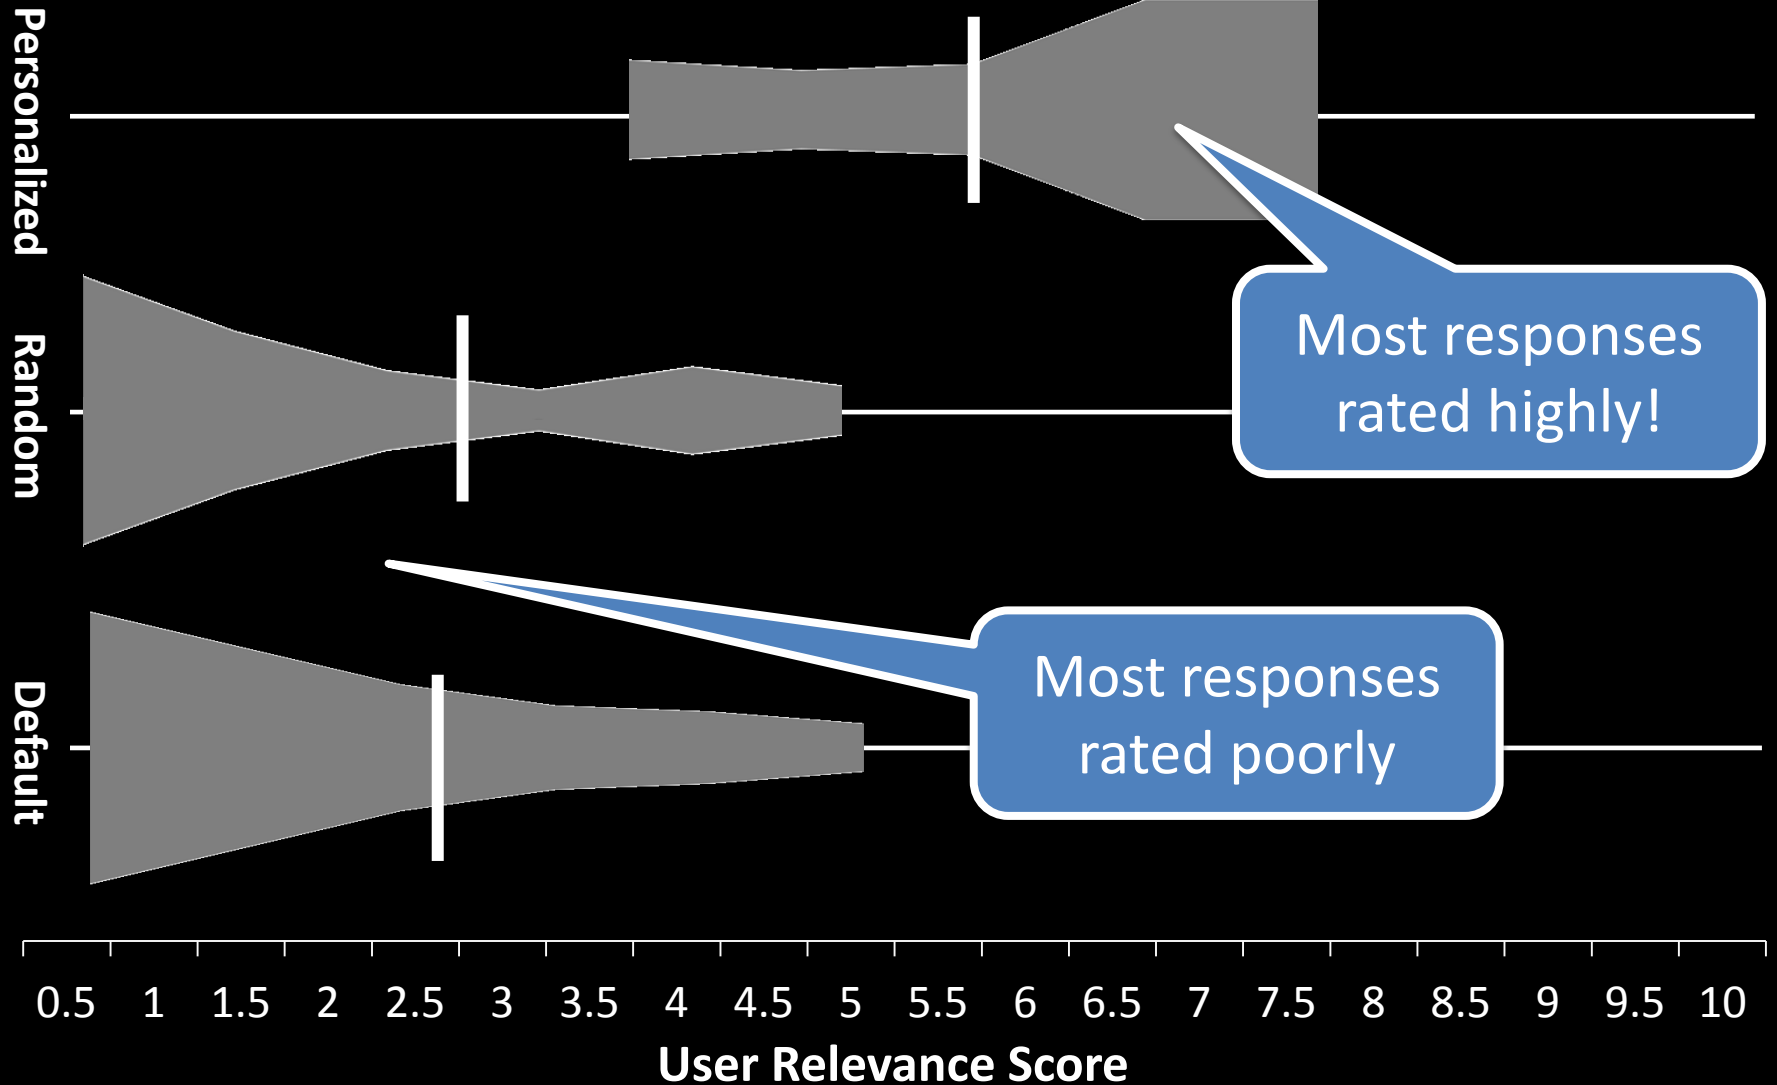 Personalized
Most responses
rated highly!
Random
Most responses
rated poorly
Default
0.5 1 1.5 2 2.5 3 3.5 4 4.5 5 5.5 6 6.5 7 7.5 8 8.5 9 9.5 10
User Relevance Score